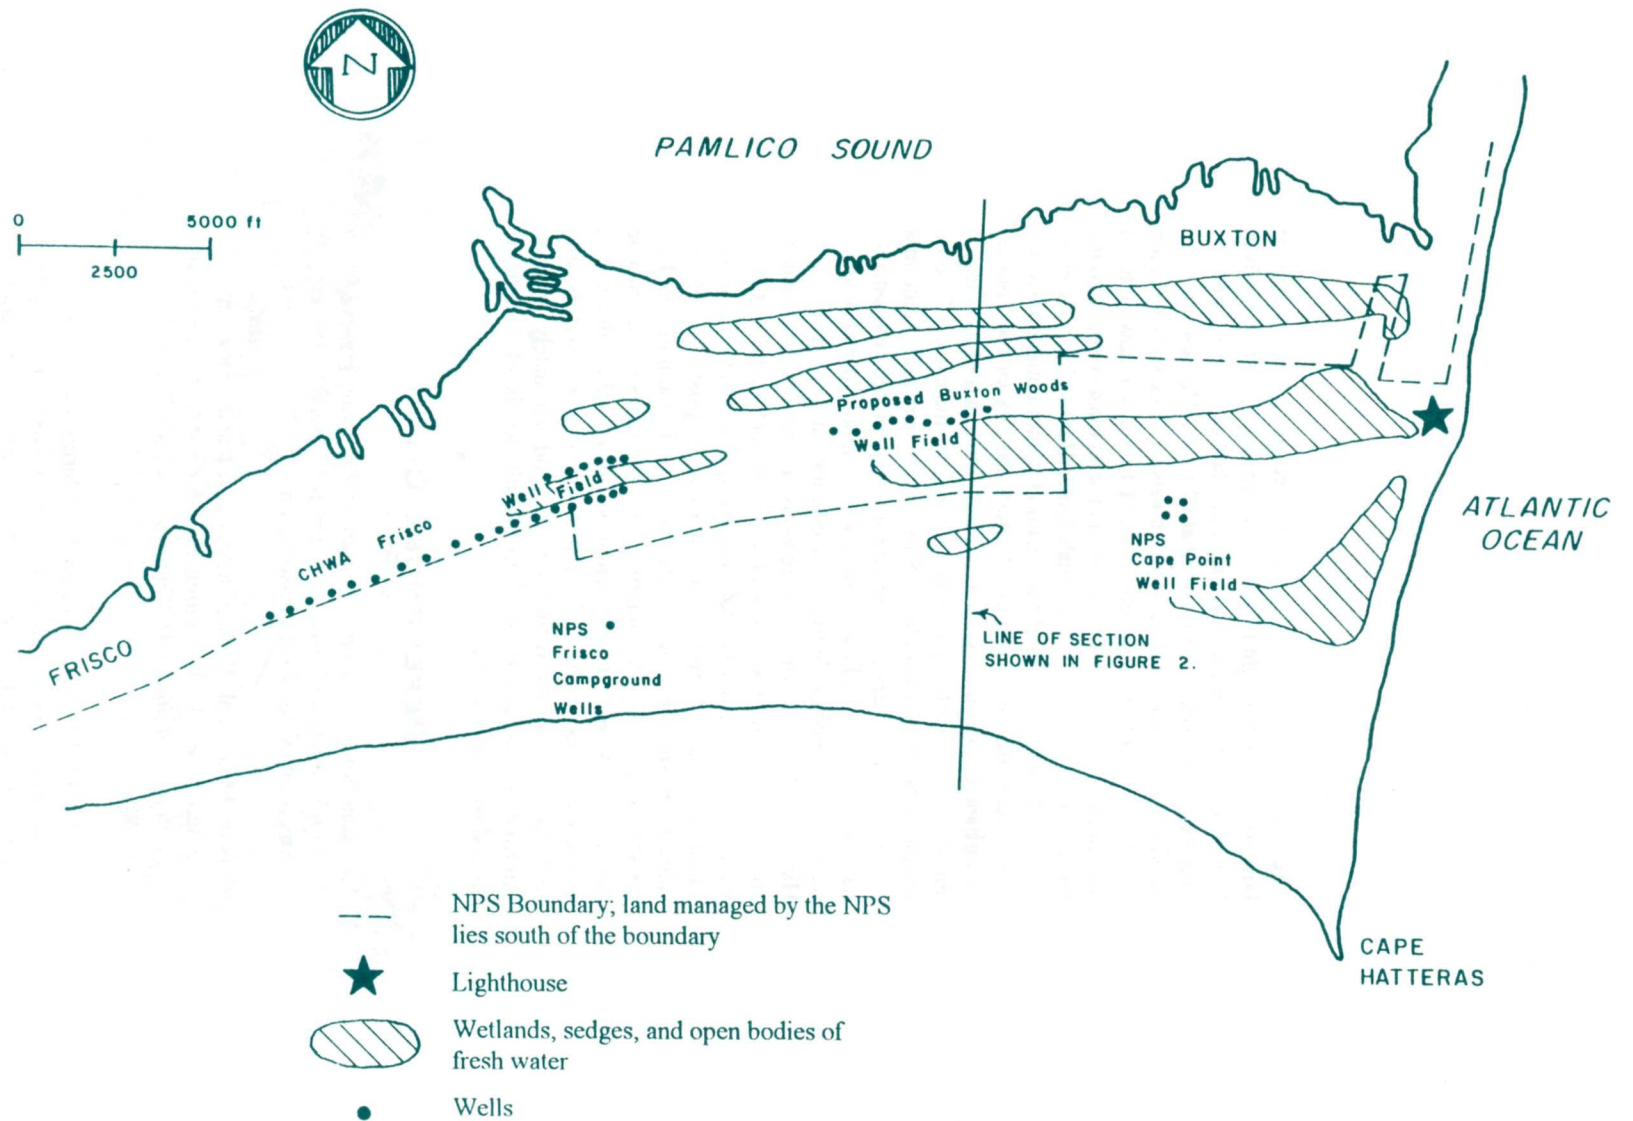 N
PAMLICO SOUND
0 5000 ft
2500
BUXTON
Proposed Buxton Woods
Well Field
Well Field
CHWA Frisco
ATLANTIC
OCEAN
NPS
Cape Point
Well Field
NPS
Frisco
Campground
Wells
LINE OF SECTION
SHOWN IN FIGURE 2.
FRISCO
CAPE
HATTERAS
NPS Boundary; land managed by the NPS
lies south of the boundary
Lighthouse
Wetlands, sedges, and open bodies of
fresh water
Wells